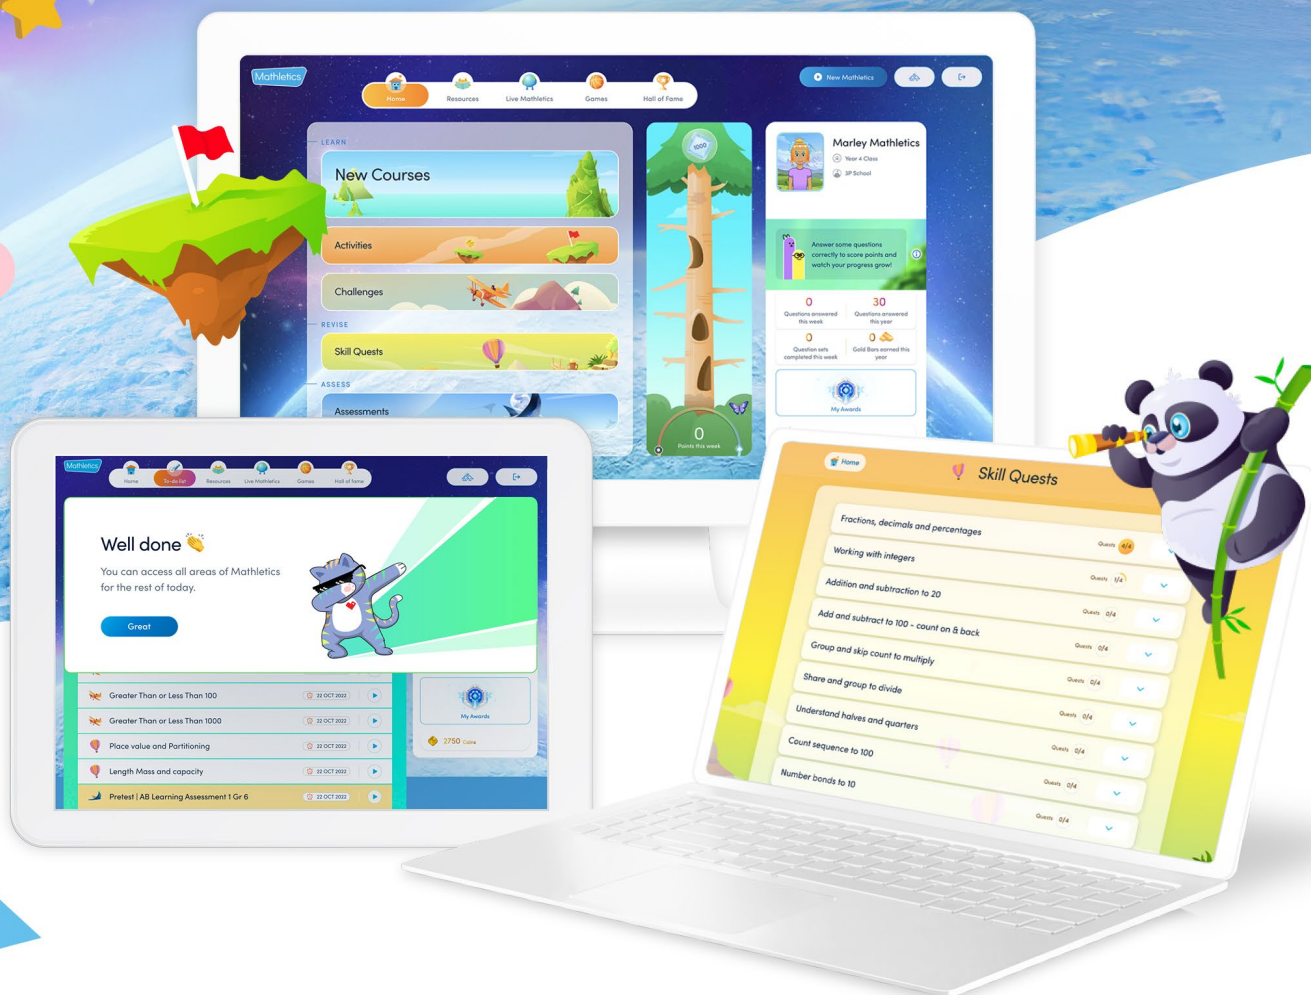 Mathletics
Home
Resources
Live Mathletics
Games
Hall of Fame
New Mathletics
LEARN
New Courses
Activities
Challenges
REVISE
Skill Quests
ASSESS
Assessments
1000
0
Points this week
Marley Mathletics
Year 4 Class
3P School
Answer some questions
correctly to score points and
watch your progress grow!
0
Questions answered
this week
30
Questions answered
this year
0
Question sets
completed this week
0
Gold Bars earned this
year
My Awards
Mathletics
Home
To-do list
Resources
Live Mathletics
Games
Hall of fame
Well done
You can access all areas of Mathletics
for the rest of today.
Great
Greater Than or Less Than 100
22 OCT 2022
Greater Than or Less Than 1000
22 OCT 2022
Place value and Partitioning
22 OCT 2022
Length Mass and capacity
22 OCT 2022
Pretest | AB Learning Assessment 1 Gr 6
22 OCT 2022
My Awards
2750 Coins
Home
Skill Quests
Fractions, decimals and percentages
Quests 4/4
Working with integers
Quests 1/4
Addition and subtraction to 20
Quests 0/4
Add and subtract to 100 - count on & back
Quests 0/4
Group and skip count to multiply
Quests 0/4
Share and group to divide
Quests 0/4
Understand halves and quarters
Quests 0/4
Count sequence to 100
Quests 0/4
Number bonds to 10
Quests 0/4